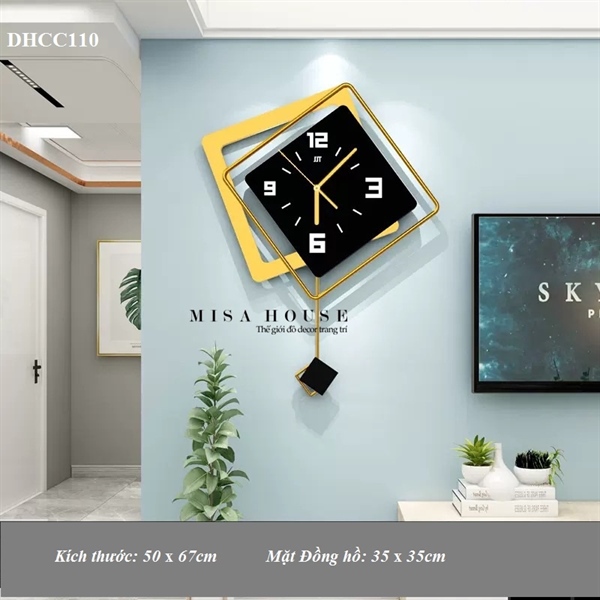 DHCC110
12
JJT
9
3
6
MISA HOUSE
Thế giới đồ decor trang trí
SKY
P
Kích thước: 50 x 67cm
Mặt Đồng hồ: 35 x 35cm